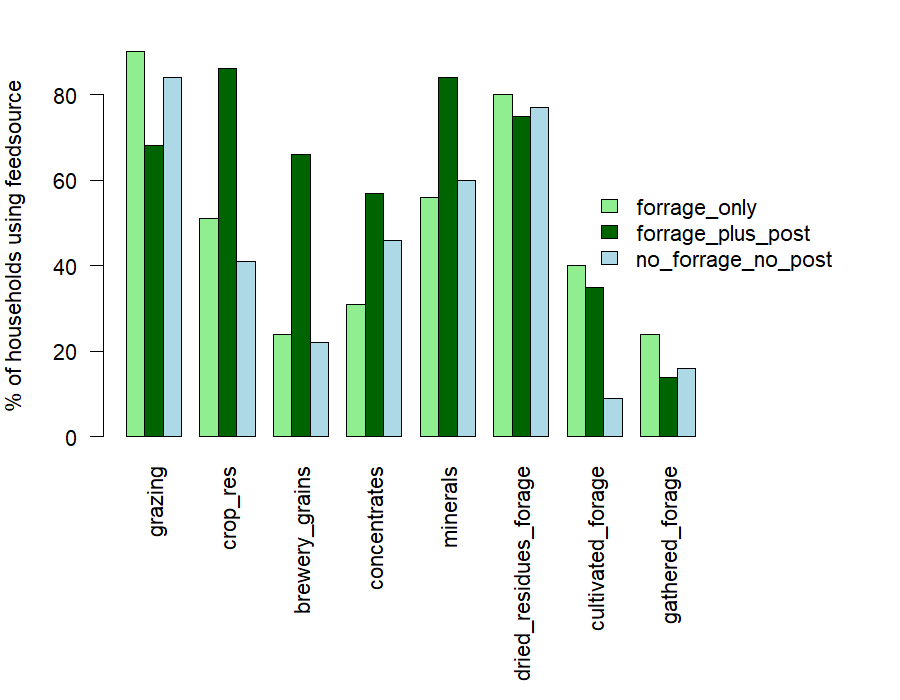 % of households using feedsource
80
60
40
20
0
forrage_only
forrage_plus_post
no_forrage_no_post
grazing
crop_res
brewery_grains
concentrates
minerals
dried_residues_forage
cultivated_forage
gathered_forage